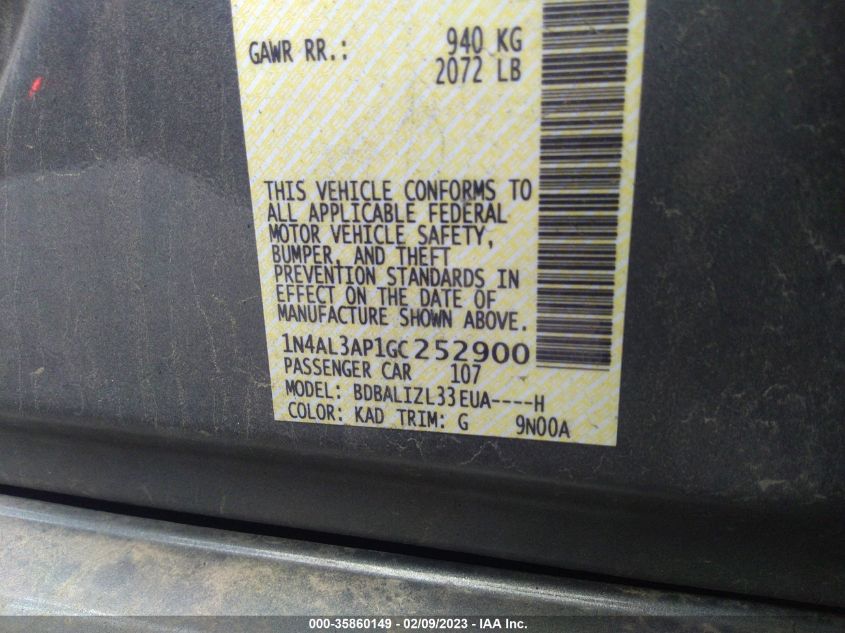 GAWR RR.: 940 KG
2072 LB
THIS VEHICLE CONFORMS TO
ALL APPLICABLE FEDERAL
MOTOR VEHICLE SAFETY,
BUMPER, AND THEFT
PREVENTION STANDARDS IN
EFFECT ON THE DATE OF
MANUFACTURE SHOWN ABOVE.
1N4AL3AP1GC252900
PASSENGER CAR 107
MODEL: BDBALIZL33EUA----H
COLOR: KAD TRIM: G 9N00A
000-35860149 - 02/09/2023 - IAA Inc.